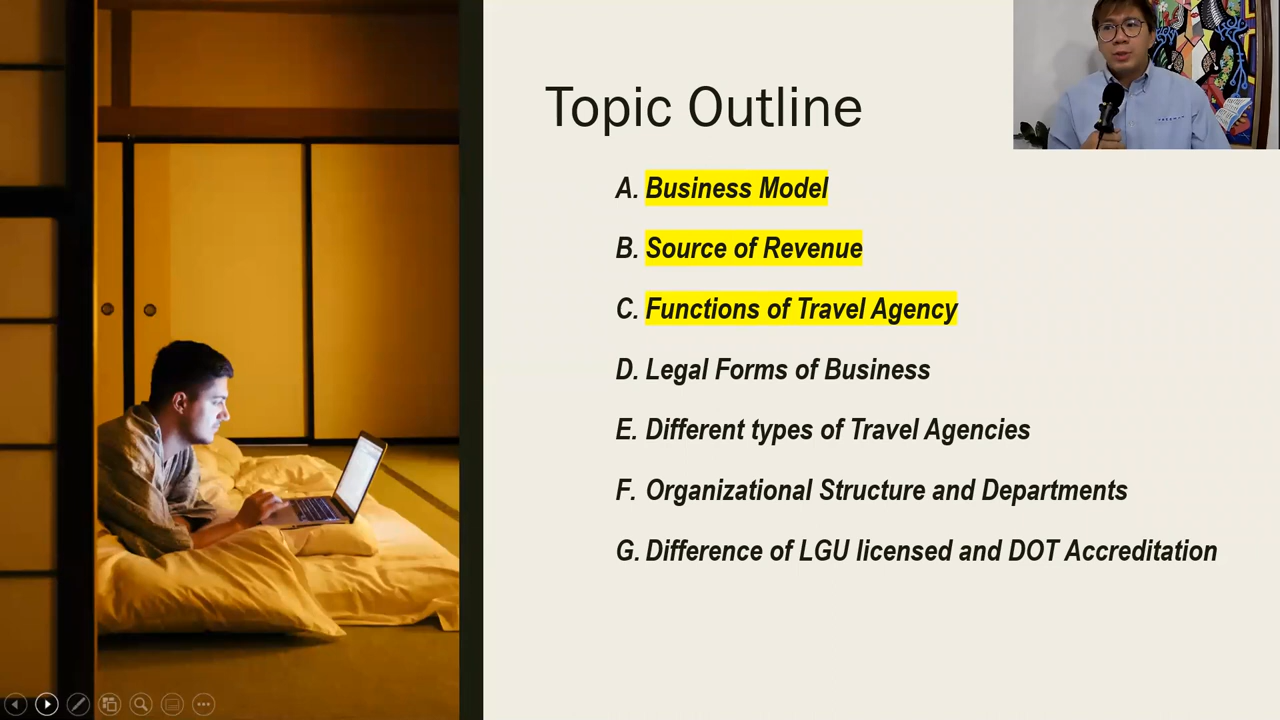 Topic Outline
A. Business Model
B. Source of Revenue
C. Functions of Travel Agency
D. Legal Forms of Business
E. Different types of Travel Agencies
F. Organizational Structure and Departments
G. Difference of LGU licensed and DOT Accreditation